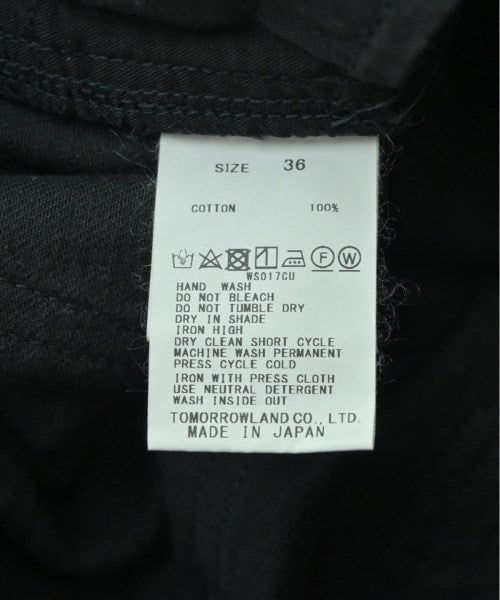 SIZE 36
COTTON 100%
F W
WS017CU
HAND WASH
DO NOT BLEACH
DO NOT TUMBLE DRY
DRY IN SHADE
IRON HIGH
DRY CLEAN SHORT CYCLE
MACHINE WASH PERMANENT
PRESS CYCLE COLD
IRON WITH PRESS CLOTH
USE NEUTRAL DETERGENT
WASH INSIDE OUT
TOMORROWLAND CO., LTD.
MADE IN JAPAN